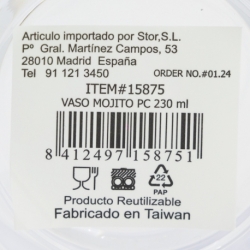 Articulo importado por Stor,S.L.
Pº Gral. Martínez Campos, 53
28010 Madrid España
Tel 91 121 3450 ORDER NO.#01.24
ITEM#15875
VASO MOJITO PC 230 ml
8 412497 158751
22
PAP
Producto Reutilizable
Fabricado en Taiwan